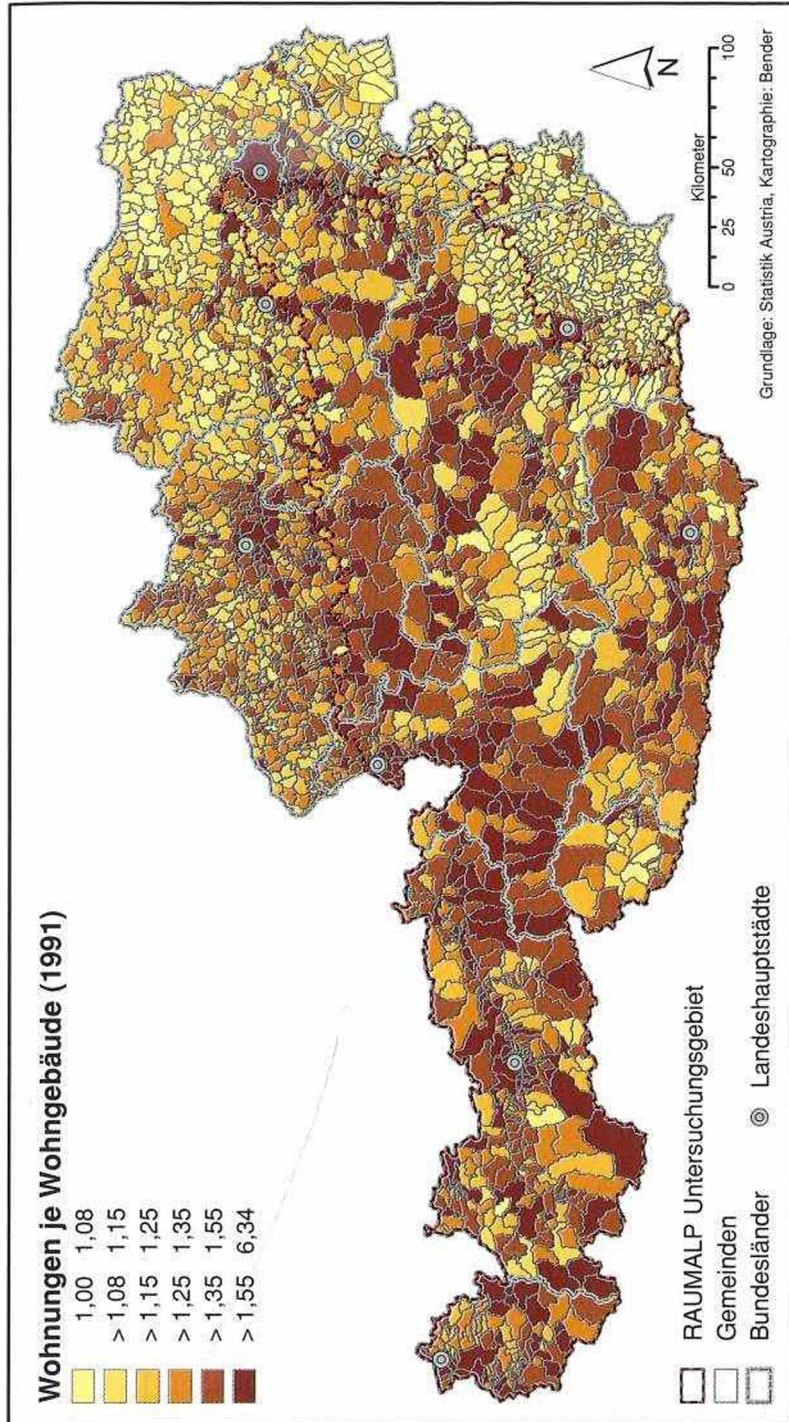 Wohnungen je Wohngebäude (1991)
1,00 1,08
> 1,08 1,15
> 1,15 1,25
> 1,25 1,35
> 1,35 1,55
> 1,55 6,34
RAUMALP Untersuchungsgebiet
Gemeinden
Bundesländer
Landeshauptstädte
N
Kilometer
0 25 50 100
Grundlage: Statistik Austria, Kartographie: Bender